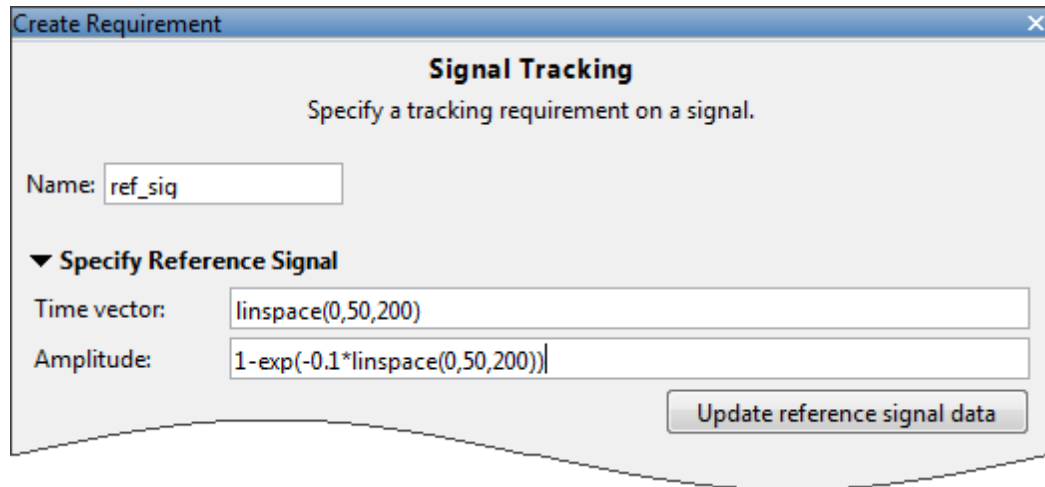 Create Requirement
Signal Tracking
Specify a tracking requirement on a signal.
Name: ref_sig
Specify Reference Signal
Time vector: linspace(0,50,200)
Amplitude: 1-exp(-0.1*linspace(0,50,200))
Update reference signal data